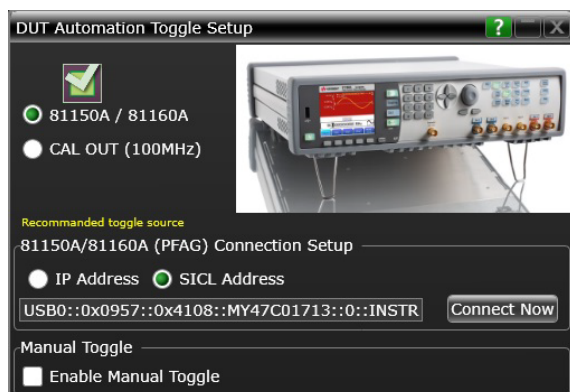 DUT Automation Toggle Setup
?
X
81150A / 81160A
CAL OUT (100MHz)
Recommanded toggle source
81150A/81160A (PFAG) Connection Setup
IP Address SICL Address
USB0::0x0957::0x4108::MY47C01713::0::INSTR Connect Now
Manual Toggle
Enable Manual Toggle